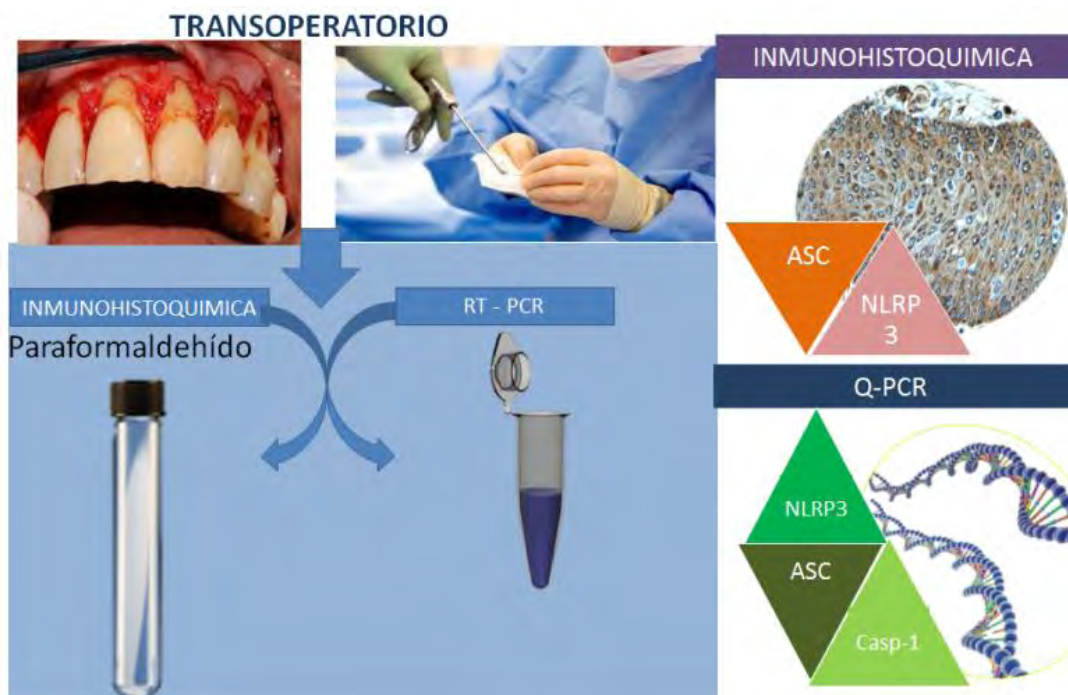 TRANSOPERATORIO
INMUNOHISTOQUIMICA
RT - PCR
Paraformaldehído
INMUNOHISTOQUIMICA
ASC
NLRP
3
Q-PCR
NLRP3
ASC
Casp-1